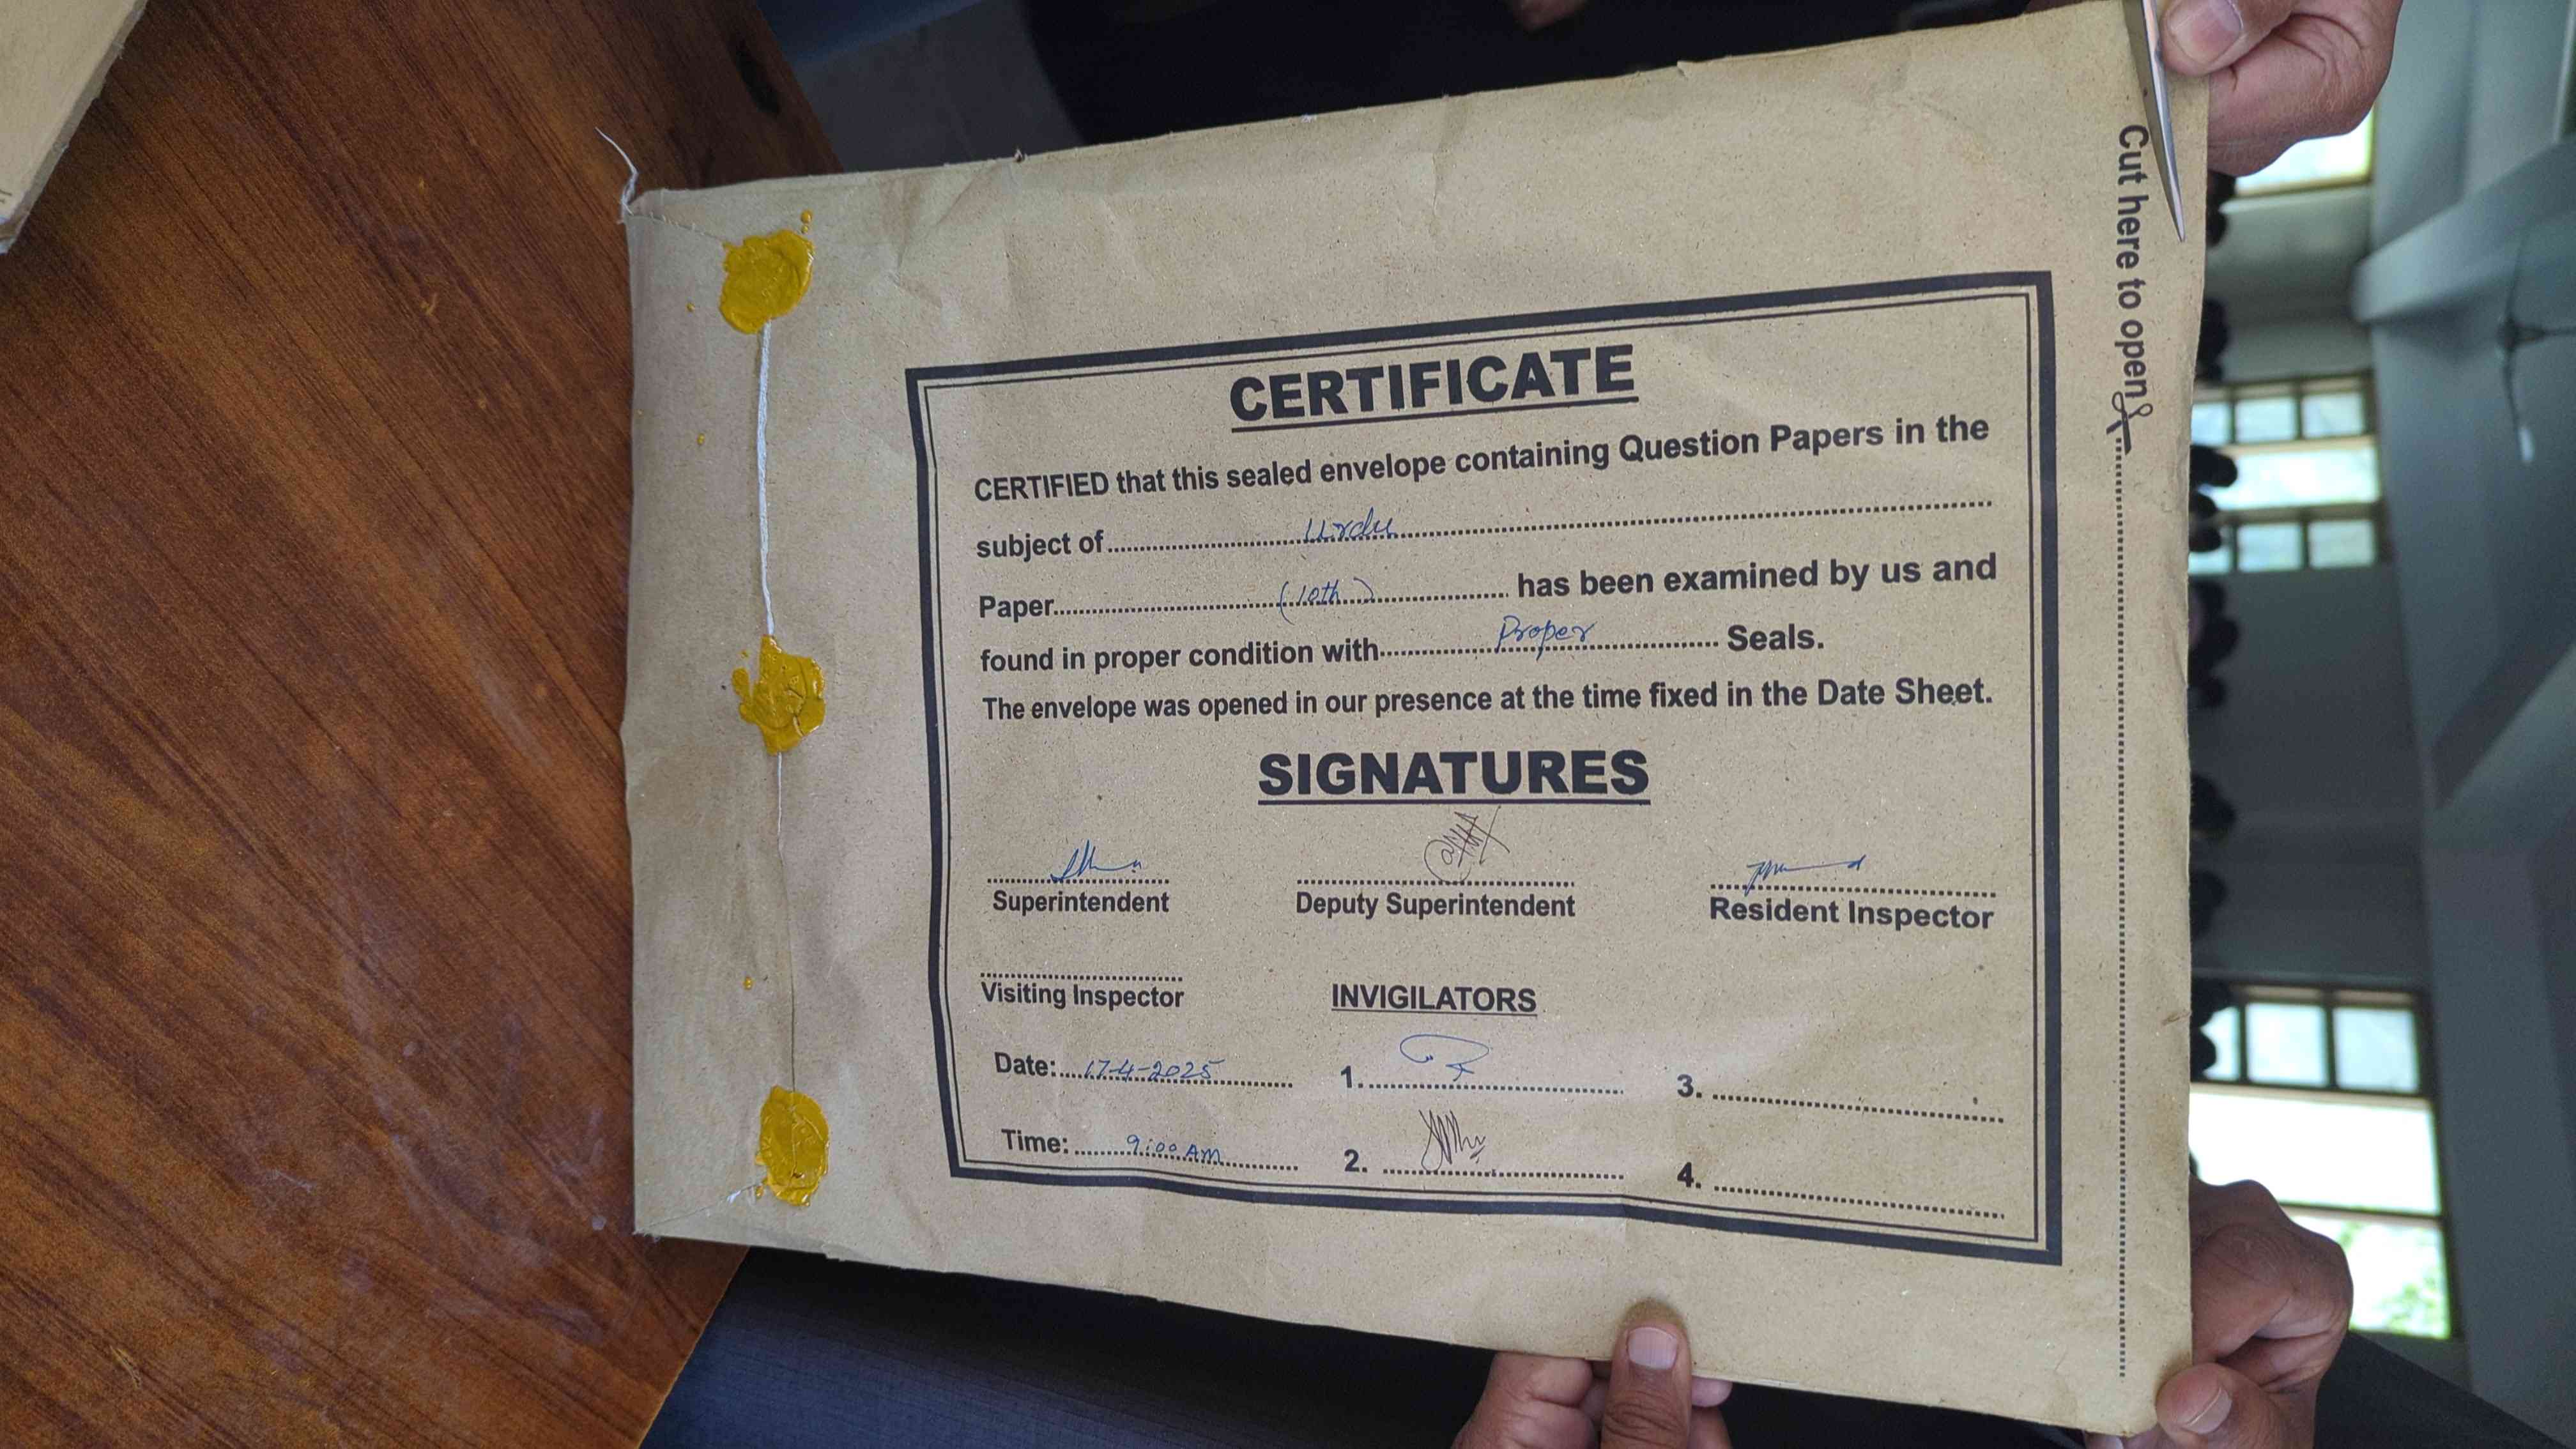 CERTIFICATE
CERTIFIED that this sealed envelope containing Question Papers in the
subject of Urdu
Paper (10th) has been examined by us and
found in proper condition with Proper Seals.
The envelope was opened in our presence at the time fixed in the Date Sheet.
SIGNATURES
Superintendent Deputy Superintendent Resident Inspector
Visiting Inspector INVIGILATORS
Date: 17-4-2025 1. 3.
Time: 9:00 AM 2. 4.
Cut here to open